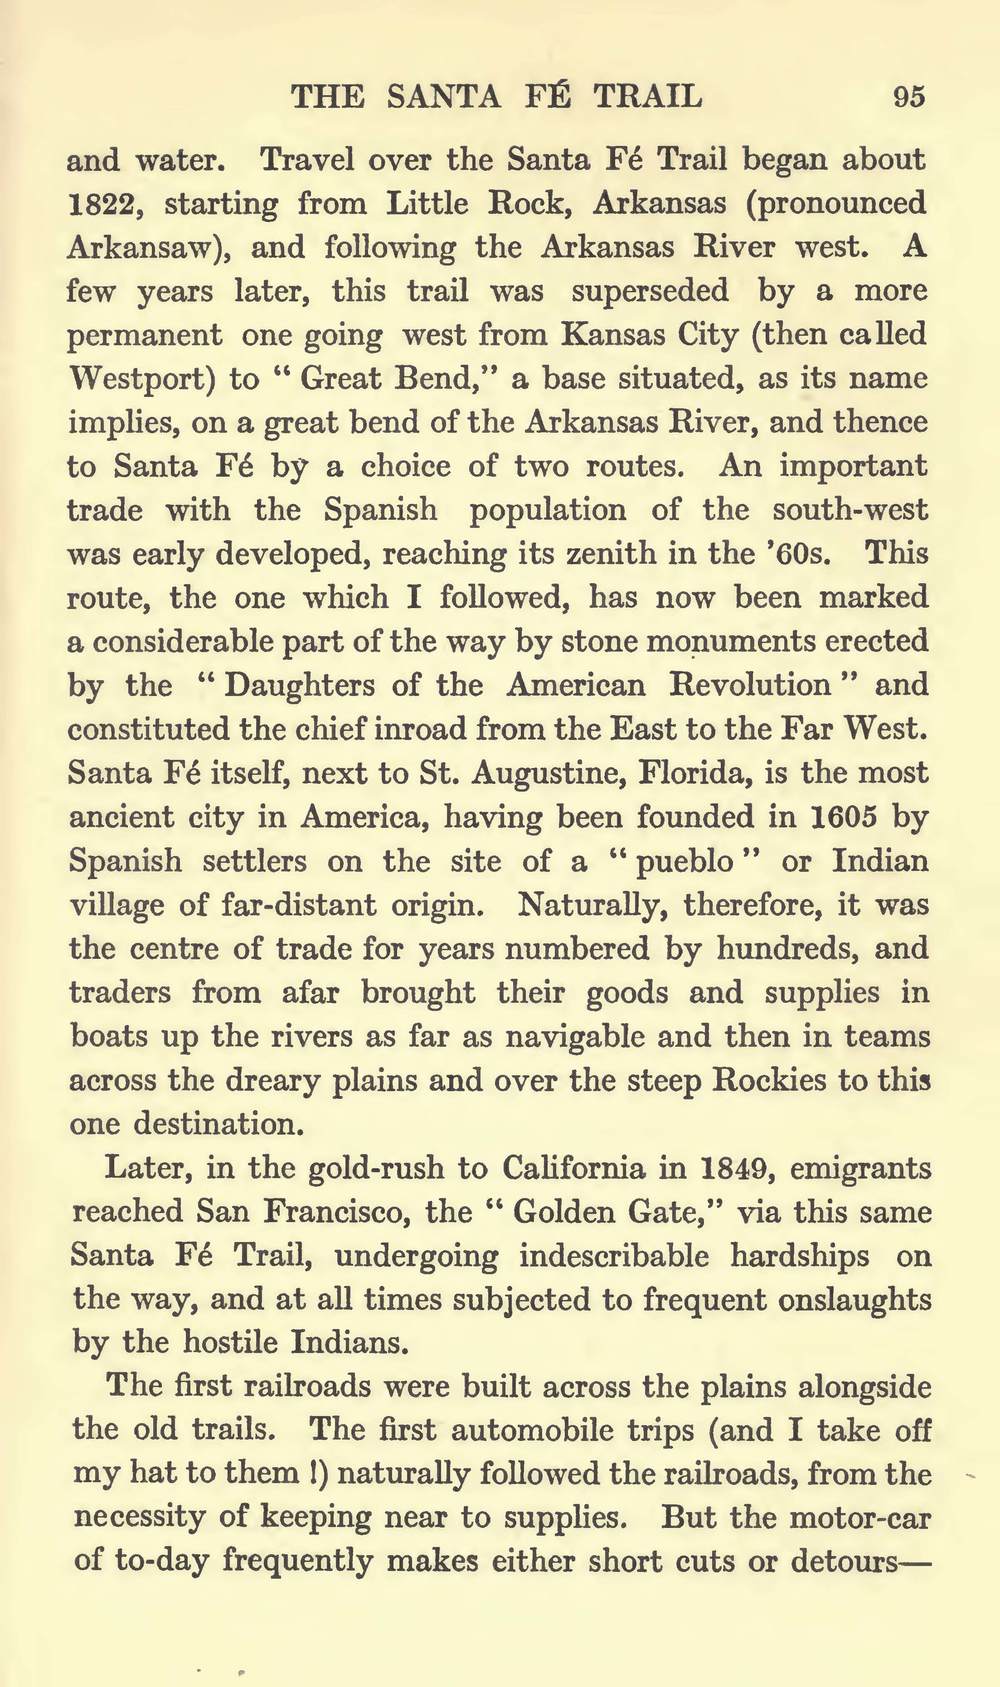 THE SANTA FÉ TRAIL 95
and water. Travel over the Santa Fé Trail began about
1822, starting from Little Rock, Arkansas (pronounced
Arkansaw), and following the Arkansas River west. A
few years later, this trail was superseded by a more
permanent one going west from Kansas City (then called
Westport) to “ Great Bend,” a base situated, as its name
implies, on a great bend of the Arkansas River, and thence
to Santa Fé by a choice of two routes. An important
trade with the Spanish population of the south-west
was early developed, reaching its zenith in the ’60s. This
route, the one which I followed, has now been marked
a considerable part of the way by stone monuments erected
by the “ Daughters of the American Revolution ” and
constituted the chief inroad from the East to the Far West.
Santa Fé itself, next to St. Augustine, Florida, is the most
ancient city in America, having been founded in 1605 by
Spanish settlers on the site of a “ pueblo ” or Indian
village of far-distant origin. Naturally, therefore, it was
the centre of trade for years numbered by hundreds, and
traders from afar brought their goods and supplies in
boats up the rivers as far as navigable and then in teams
across the dreary plains and over the steep Rockies to this
one destination.
Later, in the gold-rush to California in 1849, emigrants
reached San Francisco, the “ Golden Gate,” via this same
Santa Fé Trail, undergoing indescribable hardships on
the way, and at all times subjected to frequent onslaughts
by the hostile Indians.
The first railroads were built across the plains alongside
the old trails. The first automobile trips (and I take off
my hat to them !) naturally followed the railroads, from the
necessity of keeping near to supplies. But the motor-car
of to-day frequently makes either short cuts or detours—